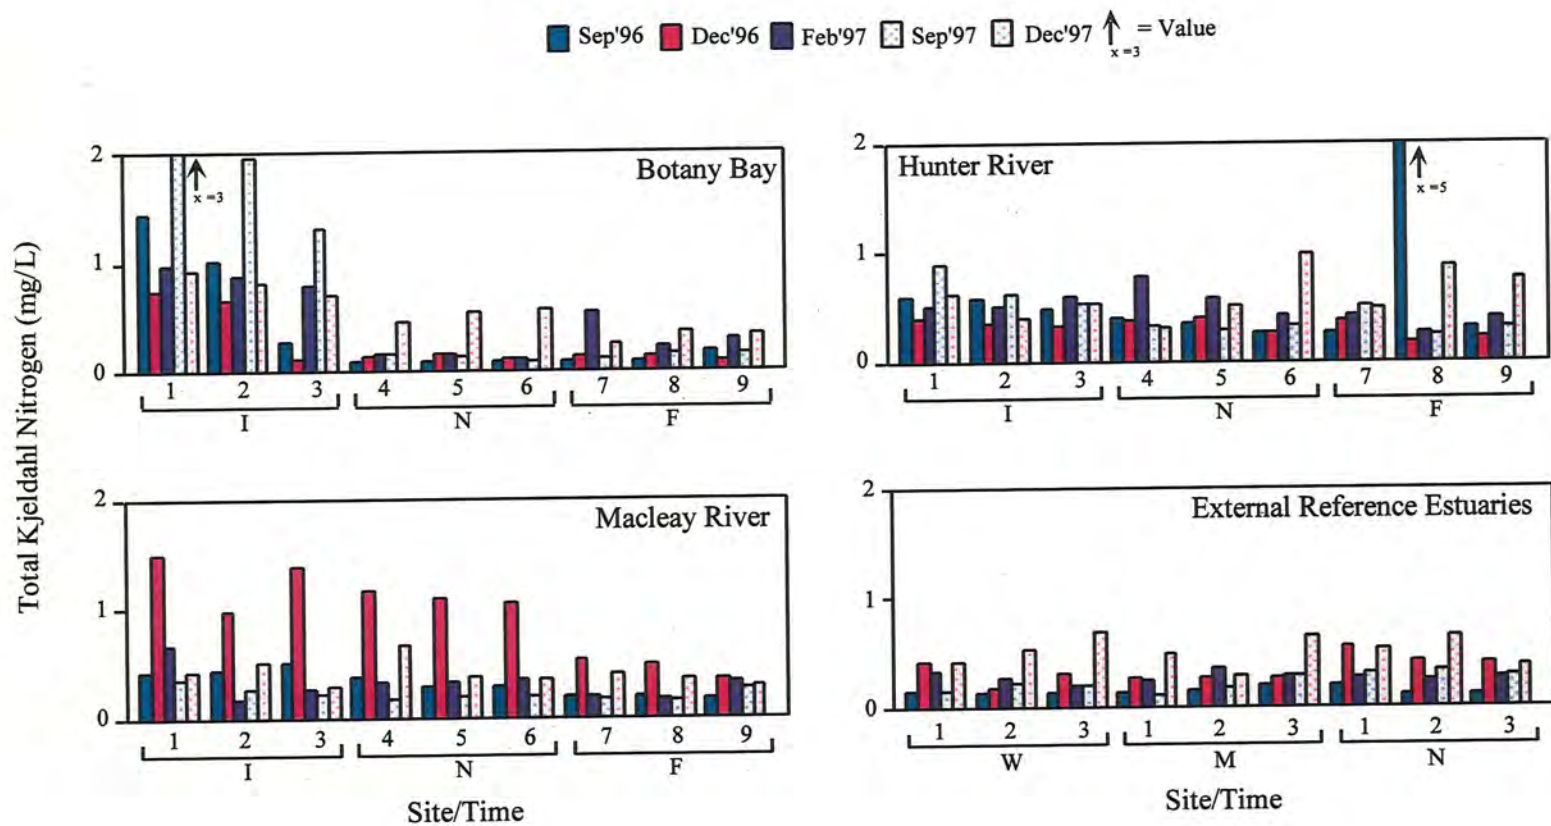 Sep'96 Dec'96 Feb'97 Sep'97 Dec'97 = Value
x =3
Total Kjeldahl Nitrogen (mg/L)
Botany Bay
2
1
0
x =3
1 2 3 4 5 6 7 8 9
I N F
Hunter River
2
1
0
x =5
1 2 3 4 5 6 7 8 9
I N F
Macleay River
2
1
0
1 2 3 4 5 6 7 8 9
I N F
Site/Time
External Reference Estuaries
2
1
0
1 2 3 1 2 3 1 2 3
W M N
Site/Time